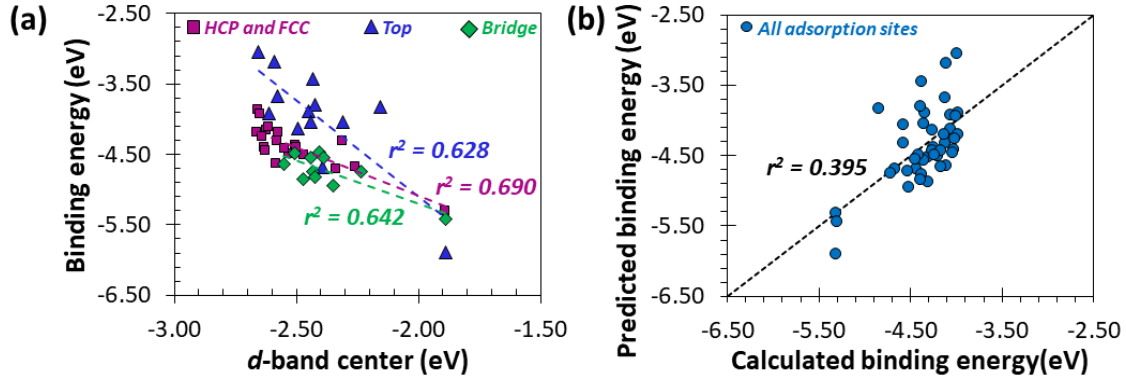 (a)
HCP and FCC
Top
Bridge
Binding energy (eV)
-2.50
-3.50
-4.50
-5.50
-6.50
r² = 0.628
r² = 0.690
r² = 0.642
-3.00
-2.50
-2.00
-1.50
d-band center (eV)
(b)
All adsorption sites
Predicted binding energy (eV)
-2.50
-3.50
-4.50
-5.50
-6.50
r² = 0.395
-6.50
-5.50
-4.50
-3.50
-2.50
Calculated binding energy(eV)